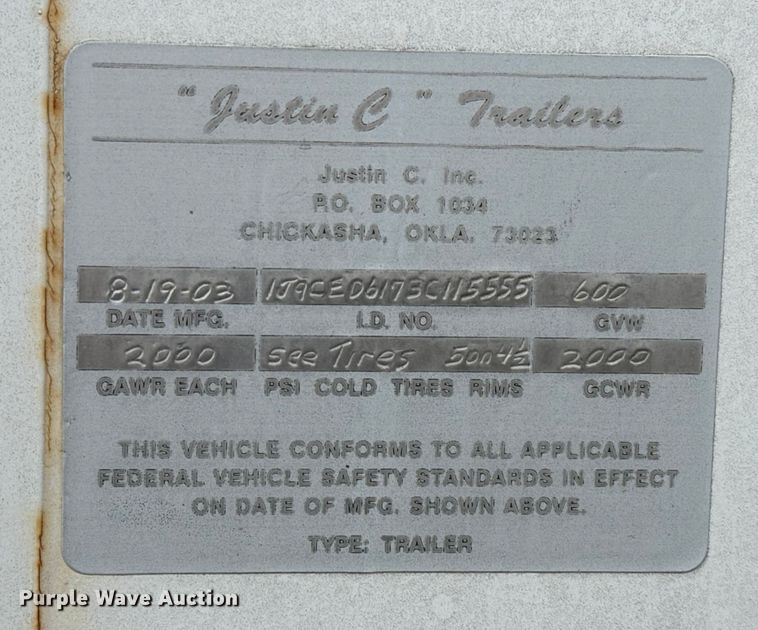 "Justin C" Trailers
Justin C. Inc.
P.O. BOX 1034
CHICKASHA, OKLA. 73023
8-19-03 1J9CED6173C115555 600
DATE MFG. I.D. NO. GVW
2000 See Tires 5on4½ 2000
GAWR EACH PSI COLD TIRES RIMS GCWR
THIS VEHICLE CONFORMS TO ALL APPLICABLE
FEDERAL VEHICLE SAFETY STANDARDS IN EFFECT
ON DATE OF MFG. SHOWN ABOVE.
TYPE: TRAILER
Purple Wave Auction